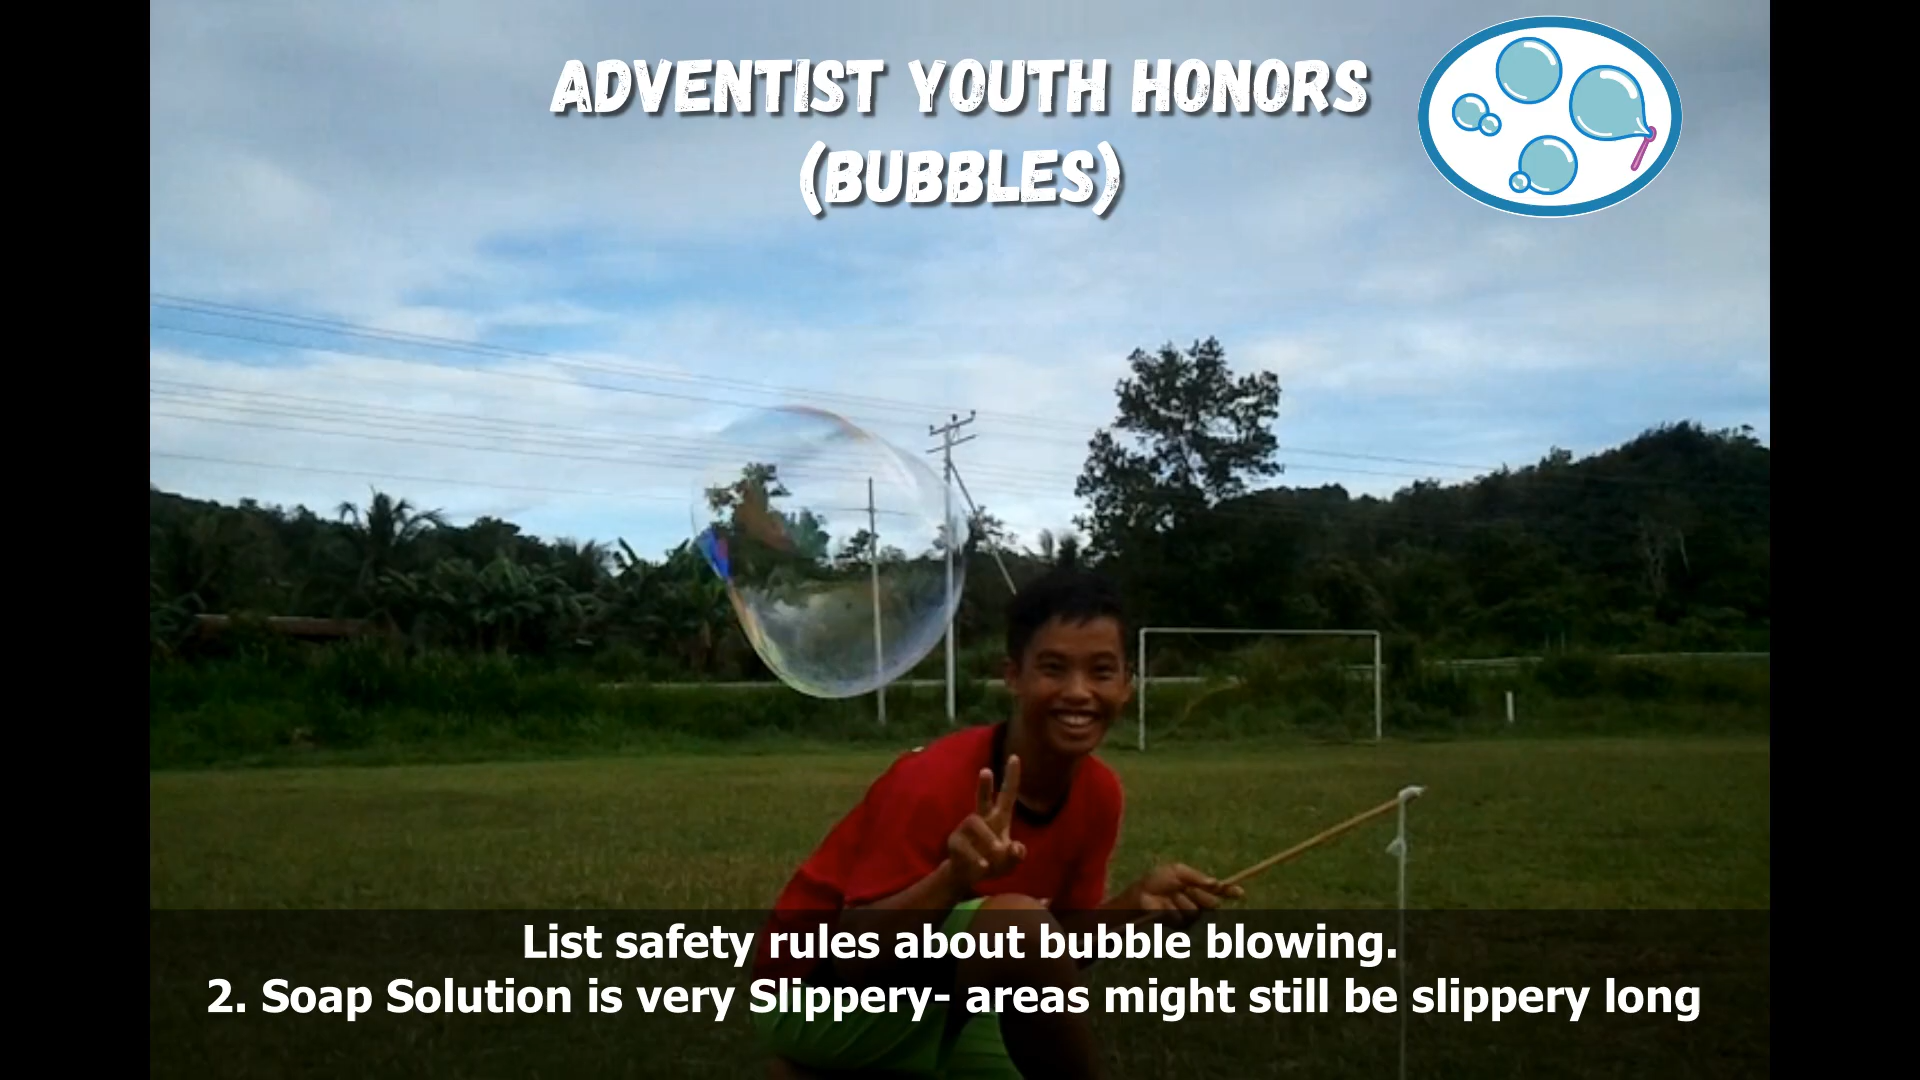 ADVENTIST YOUTH HONORS
(BUBBLES)
List safety rules about bubble blowing.
2. Soap Solution is very Slippery- areas might still be slippery long